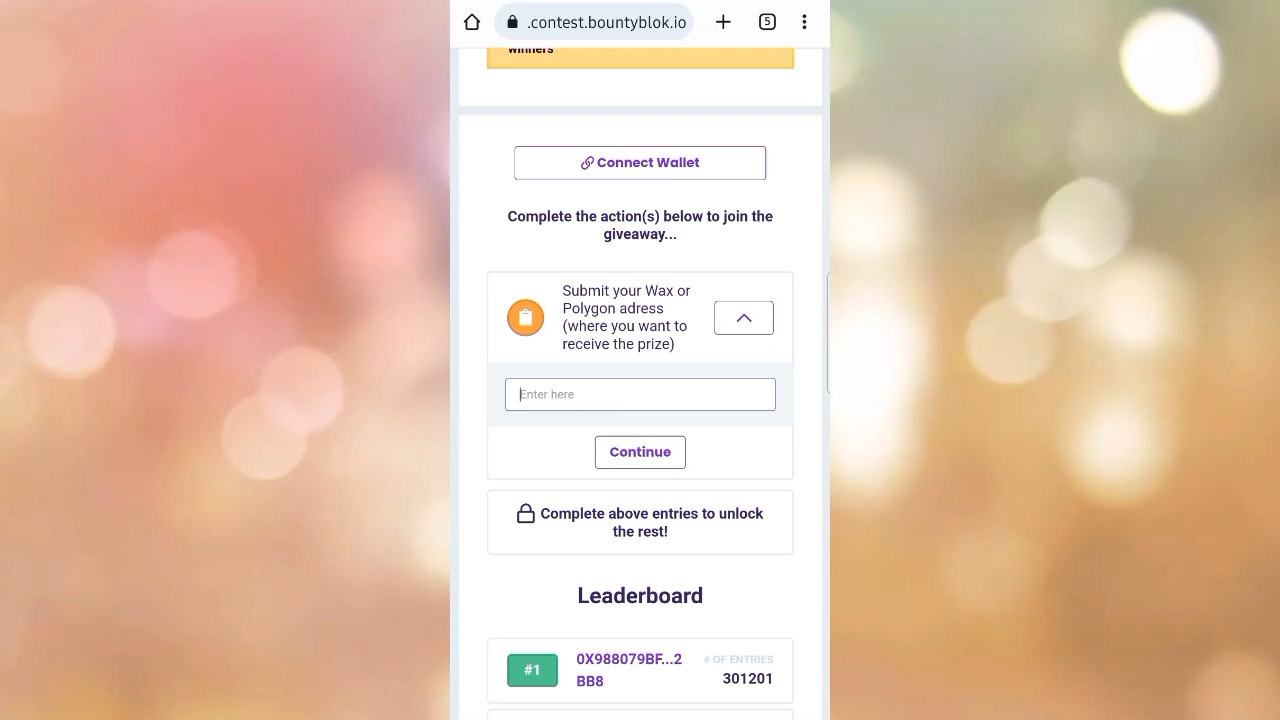 .contest.bountyblok.io
5
winners
Connect Wallet
Complete the action(s) below to join the
giveaway...
Submit your Wax or
Polygon adress
(where you want to
receive the prize)
Enter here
Continue
Complete above entries to unlock
the rest!
Leaderboard
#1
0X988079BF...2
BB8
# OF ENTRIES
301201